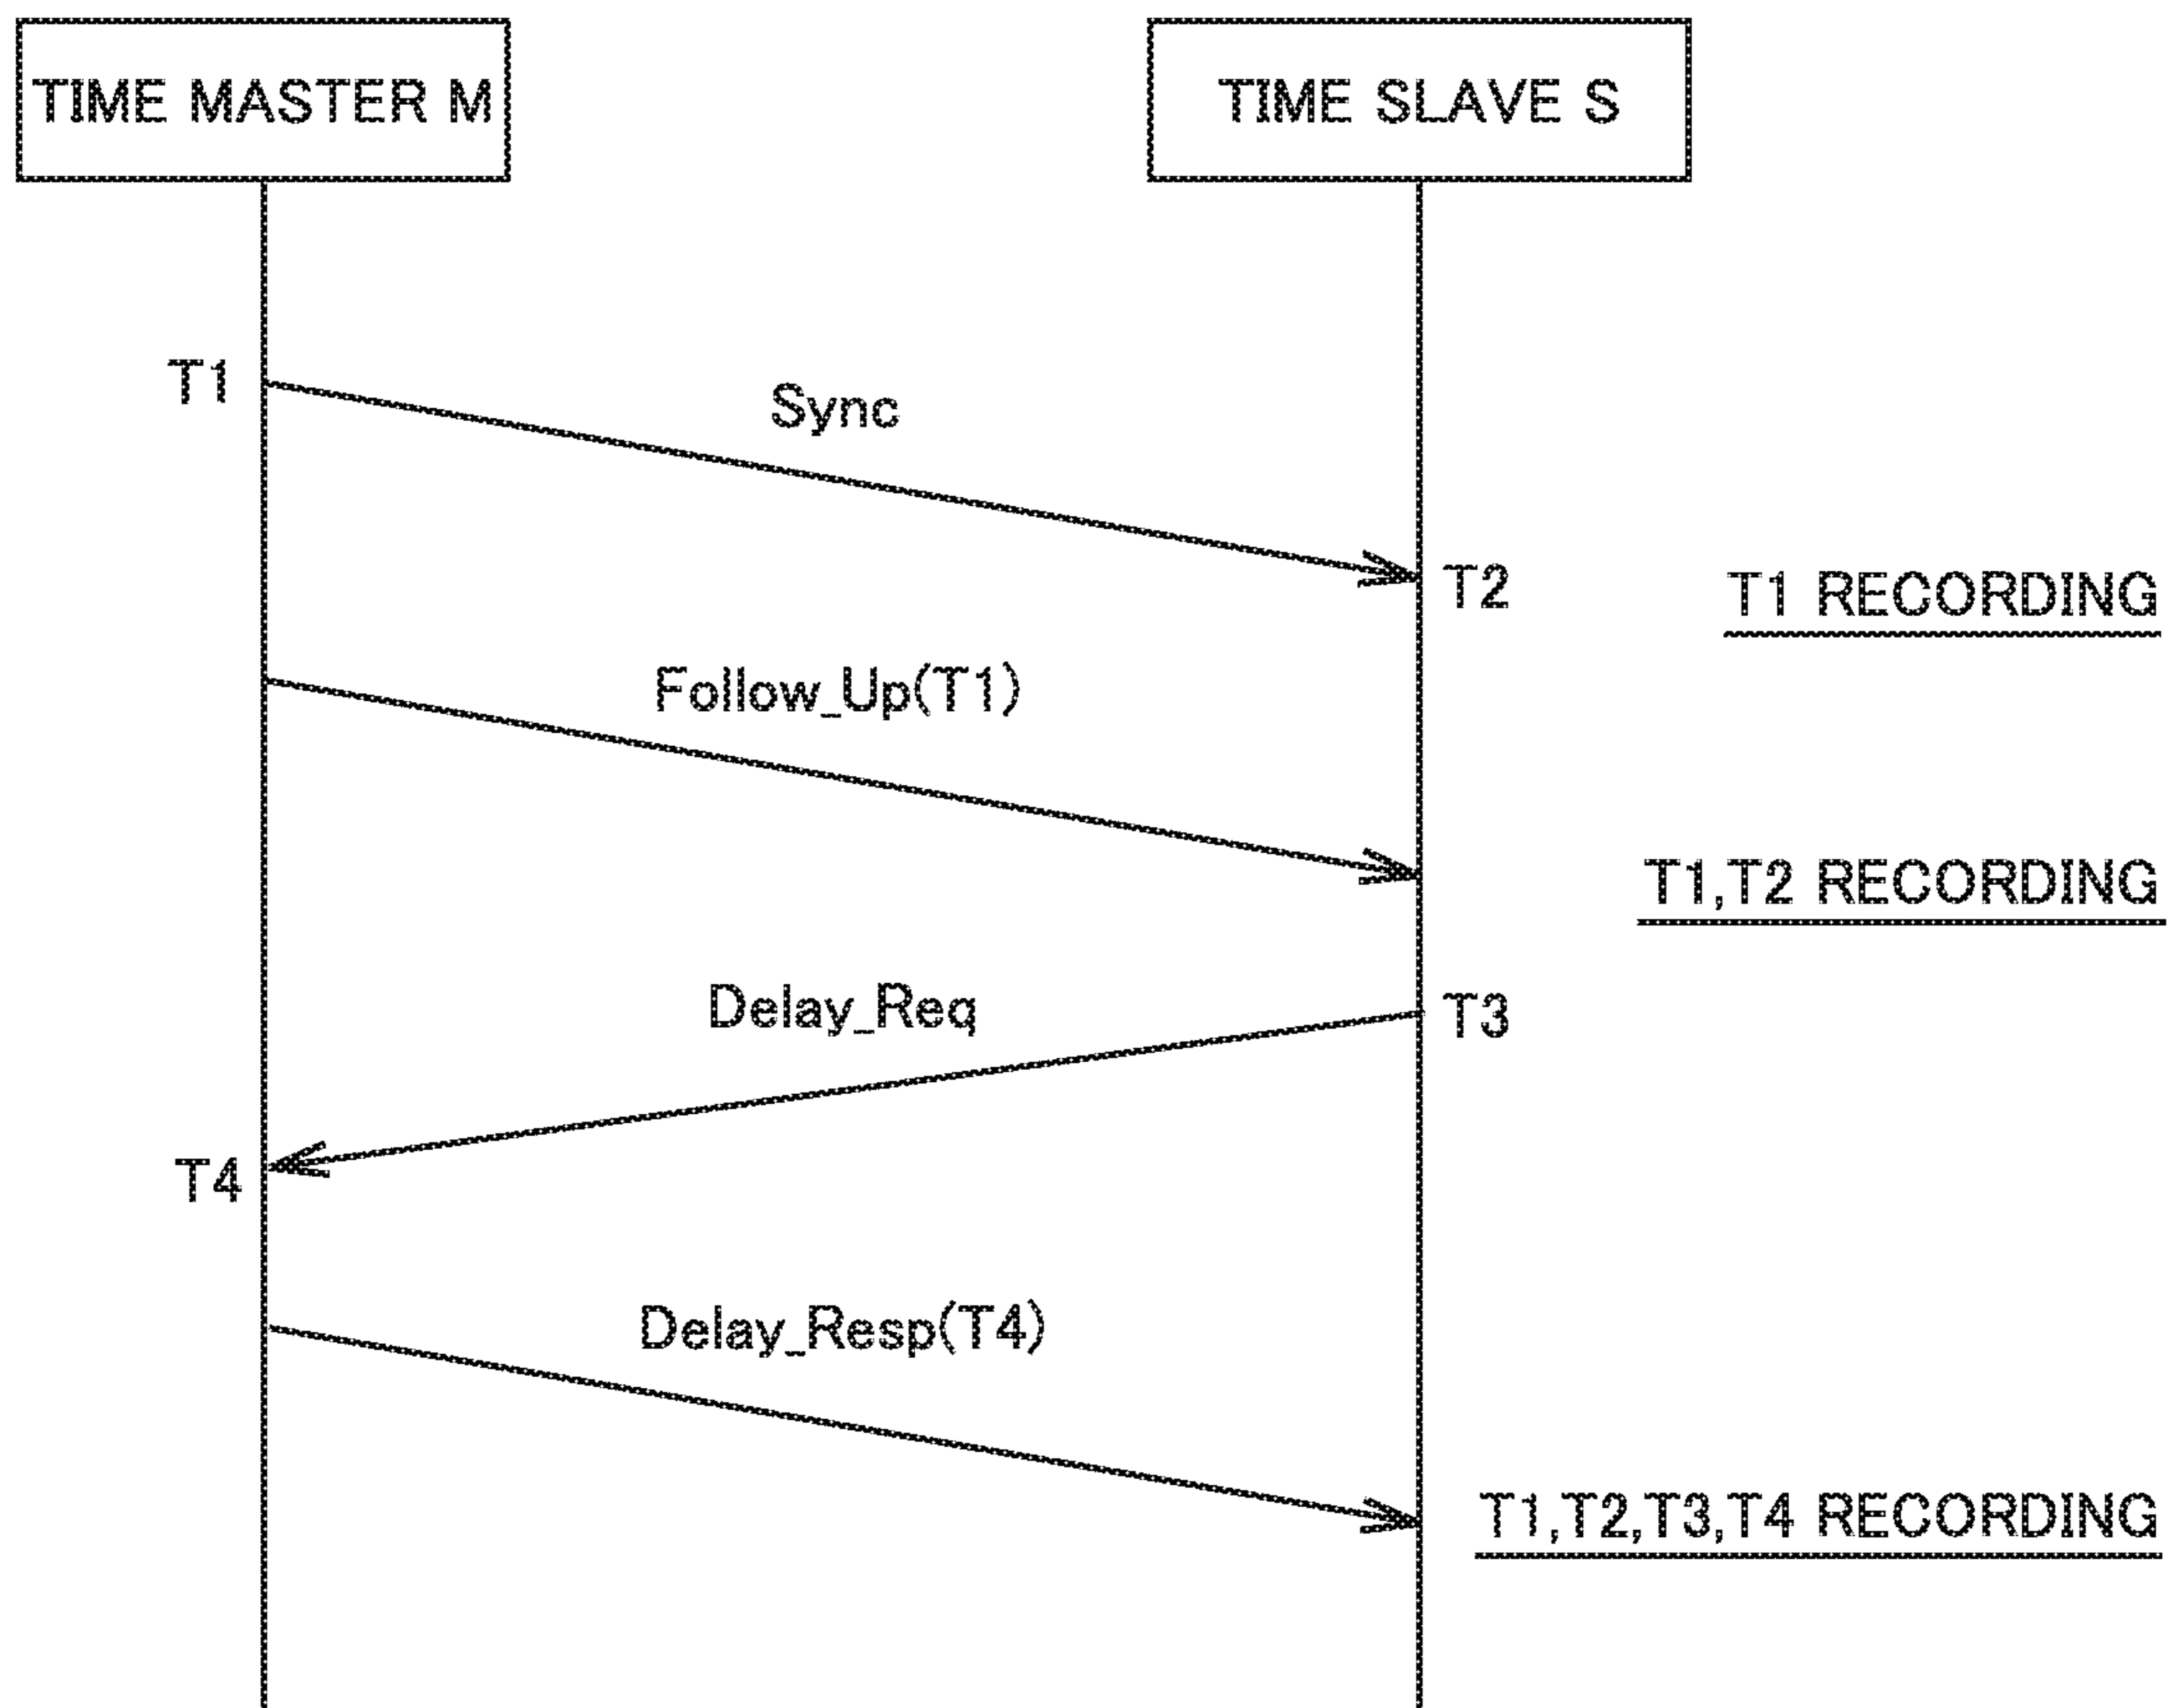 TIME MASTER M
TIME SLAVE S
T1
Sync
T2
T1 RECORDING
Follow_Up(T1)
T1,T2 RECORDING
Delay_Req
T3
T4
Delay_Resp(T4)
T1,T2,T3,T4 RECORDING